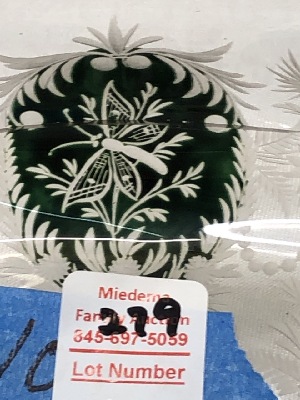 Miedema
Family Auction
279
845-697-5059
Lot Number